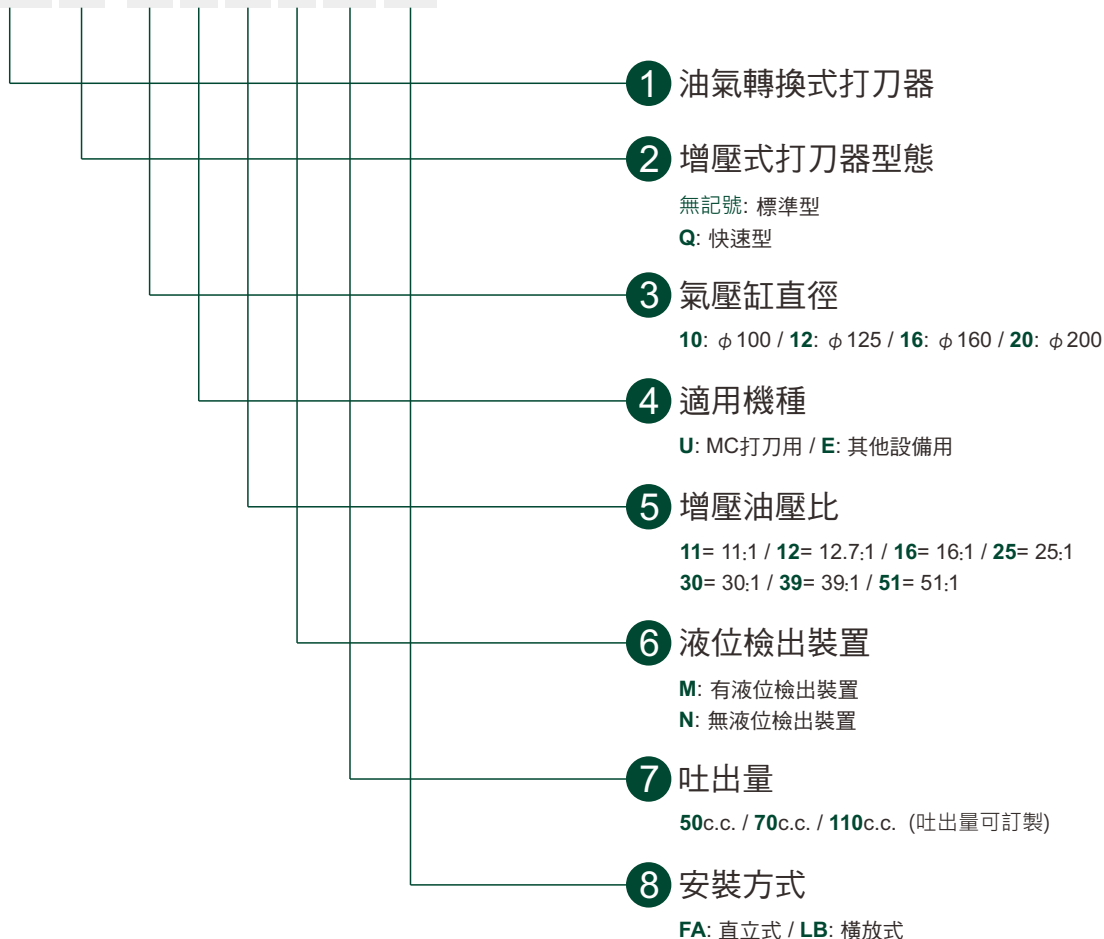 1 油氣轉換式打刀器
2 增壓式打刀器型態
無記號: 標準型
Q: 快速型
3 氣壓缸直徑
10: ϕ100 / 12: ϕ125 / 16: ϕ160 / 20: ϕ200
4 適用機種
U: MC打刀用 / E: 其他設備用
5 增壓油壓比
11= 11:1 / 12= 12.7:1 / 16= 16:1 / 25= 25:1
30= 30:1 / 39= 39:1 / 51= 51:1
6 液位檢出裝置
M: 有液位檢出裝置
N: 無液位檢出裝置
7 吐出量
50c.c. / 70c.c. / 110c.c. (吐出量可訂製)
8 安裝方式
FA: 直立式 / LB: 橫放式